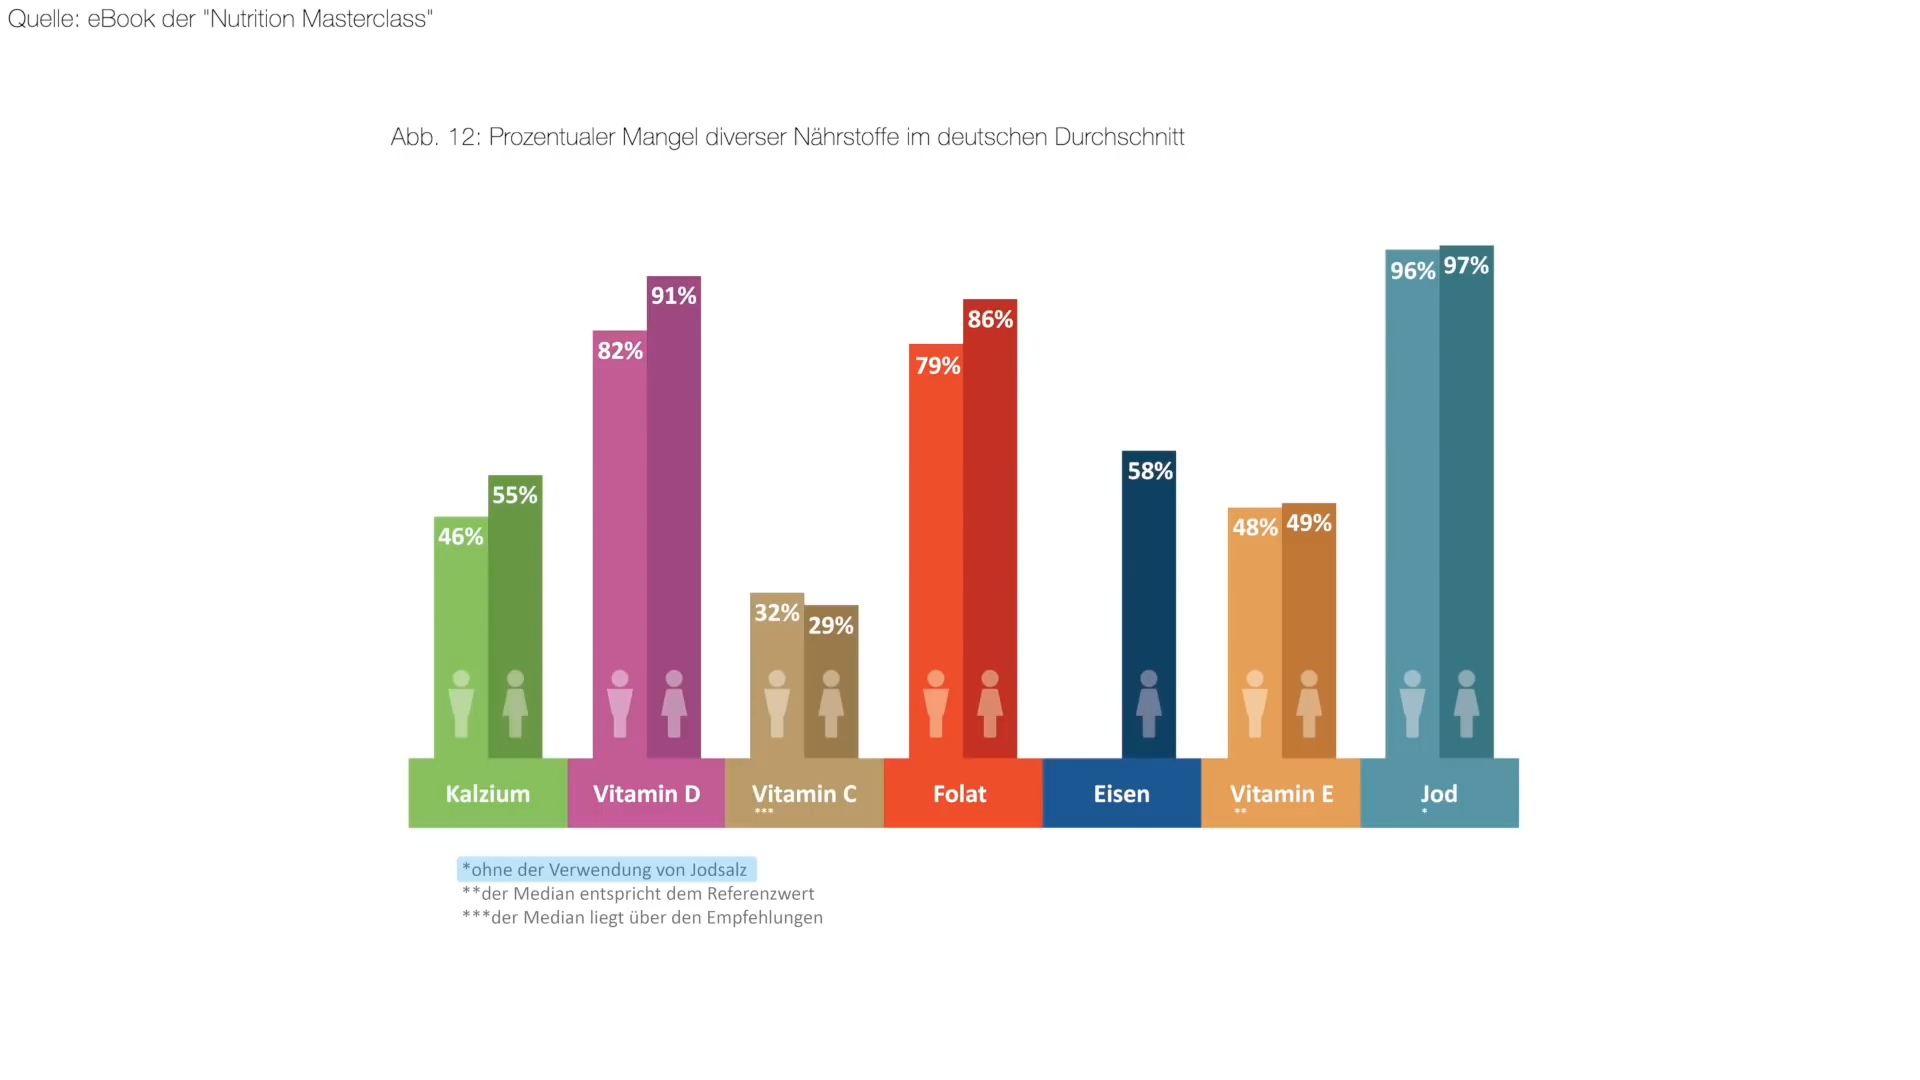 Quelle: eBook der "Nutrition Masterclass"
Abb. 12: Prozentualer Mangel diverser Nährstoffe im deutschen Durchschnitt
46% 55%
82% 91%
32% 29%
79% 86%
58%
48% 49%
96% 97%
Kalzium
Vitamin D
Vitamin C
***
Folat
Eisen
Vitamin E
**
Jod
*
*ohne der Verwendung von Jodsalz
**der Median entspricht dem Referenzwert
***der Median liegt über den Empfehlungen